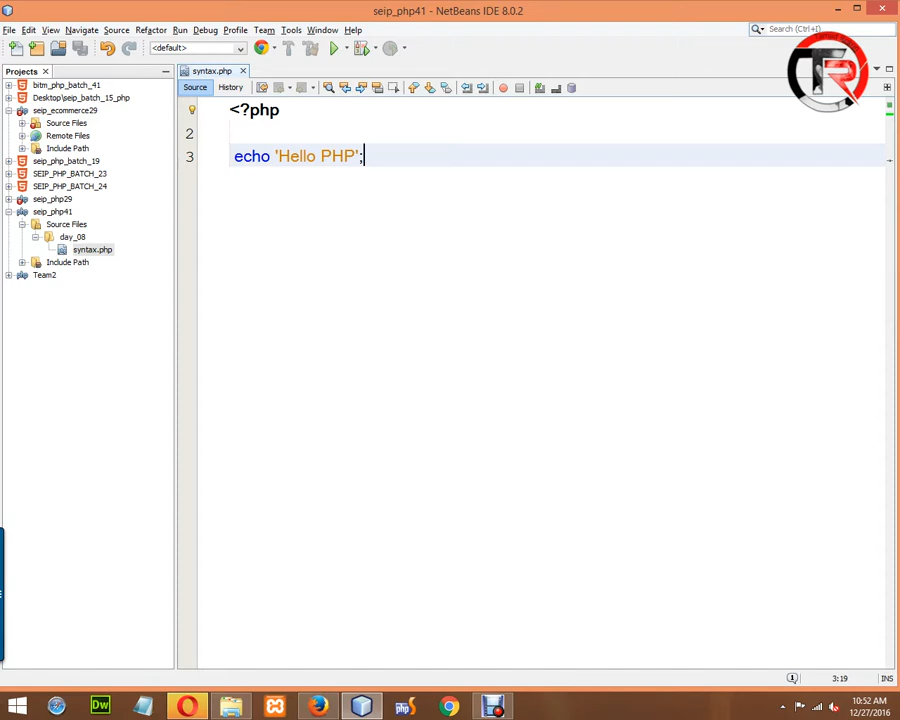 seip_php41 - NetBeans IDE 8.0.2
File Edit View Navigate Source Refactor Run Debug Profile Team Tools Window Help
Search (Ctrl+I)
<default>
Projects
syntax.php
Source History
bitm_php_batch_41
Desktop\seip_batch_15_php
seip_ecommerce29
Source Files
Remote Files
Include Path
seip_php_batch_19
SEIP_PHP_BATCH_23
SEIP_PHP_BATCH_24
seip_php29
seip_php41
Source Files
day_08
syntax.php
Include Path
Team2
<?php
2
3 echo 'Hello PHP';
3:19 INS
Dw
php
10:52 AM
12/27/2016